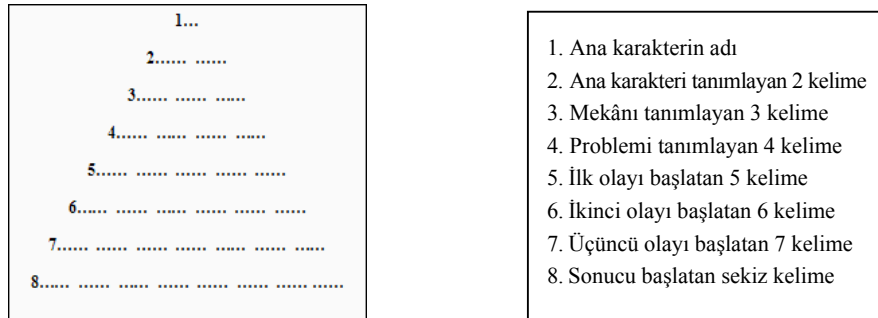 1...
2...... ......
3...... ...... ......
4...... ...... ...... ......
5...... ...... ...... ...... ......
6...... ...... ...... ...... ...... ......
7...... ...... ...... ...... ...... ...... ......
8...... ...... ...... ...... ...... ...... ...... ......
1. Ana karakterin adı
2. Ana karakteri tanımlayan 2 kelime
3. Mekânı tanımlayan 3 kelime
4. Problemi tanımlayan 4 kelime
5. İlk olayı başlatan 5 kelime
6. İkinci olayı başlatan 6 kelime
7. Üçüncü olayı başlatan 7 kelime
8. Sonucu başlatan sekiz kelime